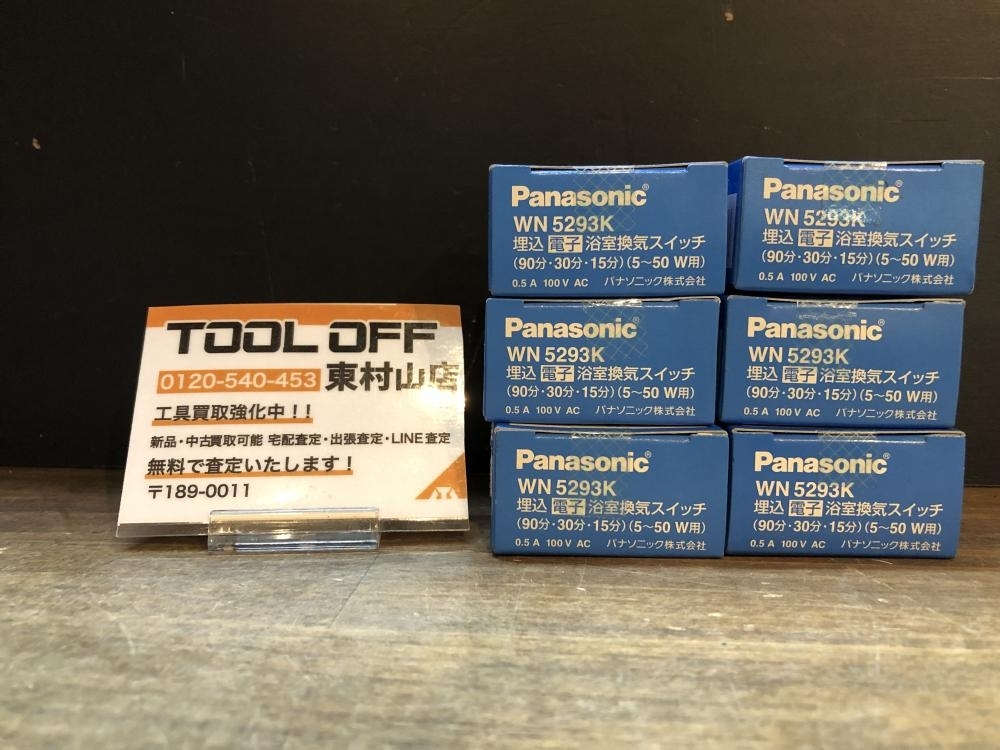 TOOL OFF
0120-540-453 東村山店
工具買取強化中!!
新品・中古買取可能 宅配査定・出張査定・LINE査定
無料で査定いたします!
〒189-0011
Panasonic®
WN 5293K
埋込 電子 浴室換気スイッチ
(90分・30分・15分)(5～50 W用)
0.5 A 100 V AC パナソニック株式会社
Panasonic®
WN 5293K
埋込 電子 浴室換気スイッチ
(90分・30分・15分)(5～50 W用)
0.5 A 100 V AC パナソニック株式会社
Panasonic®
WN 5293K
埋込 電子 浴室換気スイッチ
(90分・30分・15分)(5～50 W用)
0.5 A 100 V AC パナソニック株式会社
Panasonic®
WN 5293K
埋込 電子 浴室換気スイッチ
(90分・30分・15分)(5～50 W用)
0.5 A 100 V AC パナソニック株式会社
Panasonic®
WN 5293K
埋込 電子 浴室換気スイッチ
(90分・30分・15分)(5～50 W用)
0.5 A 100 V AC パナソニック株式会社
Panasonic®
WN 5293K
埋込 電子 浴室換気スイッチ
(90分・30分・15分)(5～50 W用)
0.5 A 100 V AC パナソニック株式会社